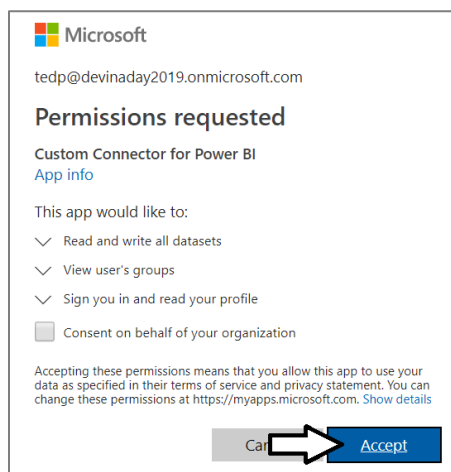 Microsoft
tedp@devinaday2019.onmicrosoft.com
Permissions requested
Custom Connector for Power BI
App info
This app would like to:
Read and write all datasets
View user's groups
Sign you in and read your profile
Consent on behalf of your organization
Accepting these permissions means that you allow this app to use your
data as specified in their terms of service and privacy statement. You can
change these permissions at https://myapps.microsoft.com. Show details
Accept